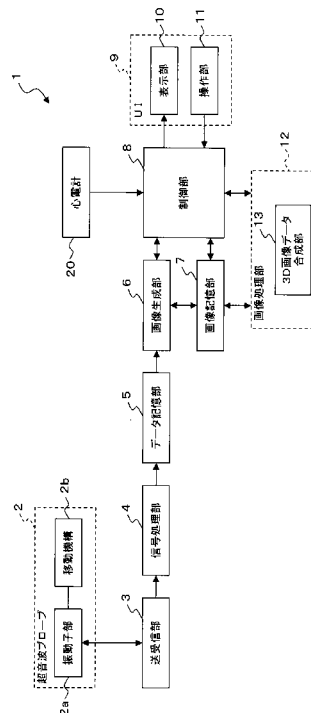 1
超音波プローブ
2
振動子部
2a
移動機構
2b
送受信部
3
信号処理部
4
データ記憶部
5
画像生成部
6
画像記憶部
7
制御部
8
心電計
20
UI
9
表示部
10
操作部
11
画像処理部
12
3D画像データ
合成部
13